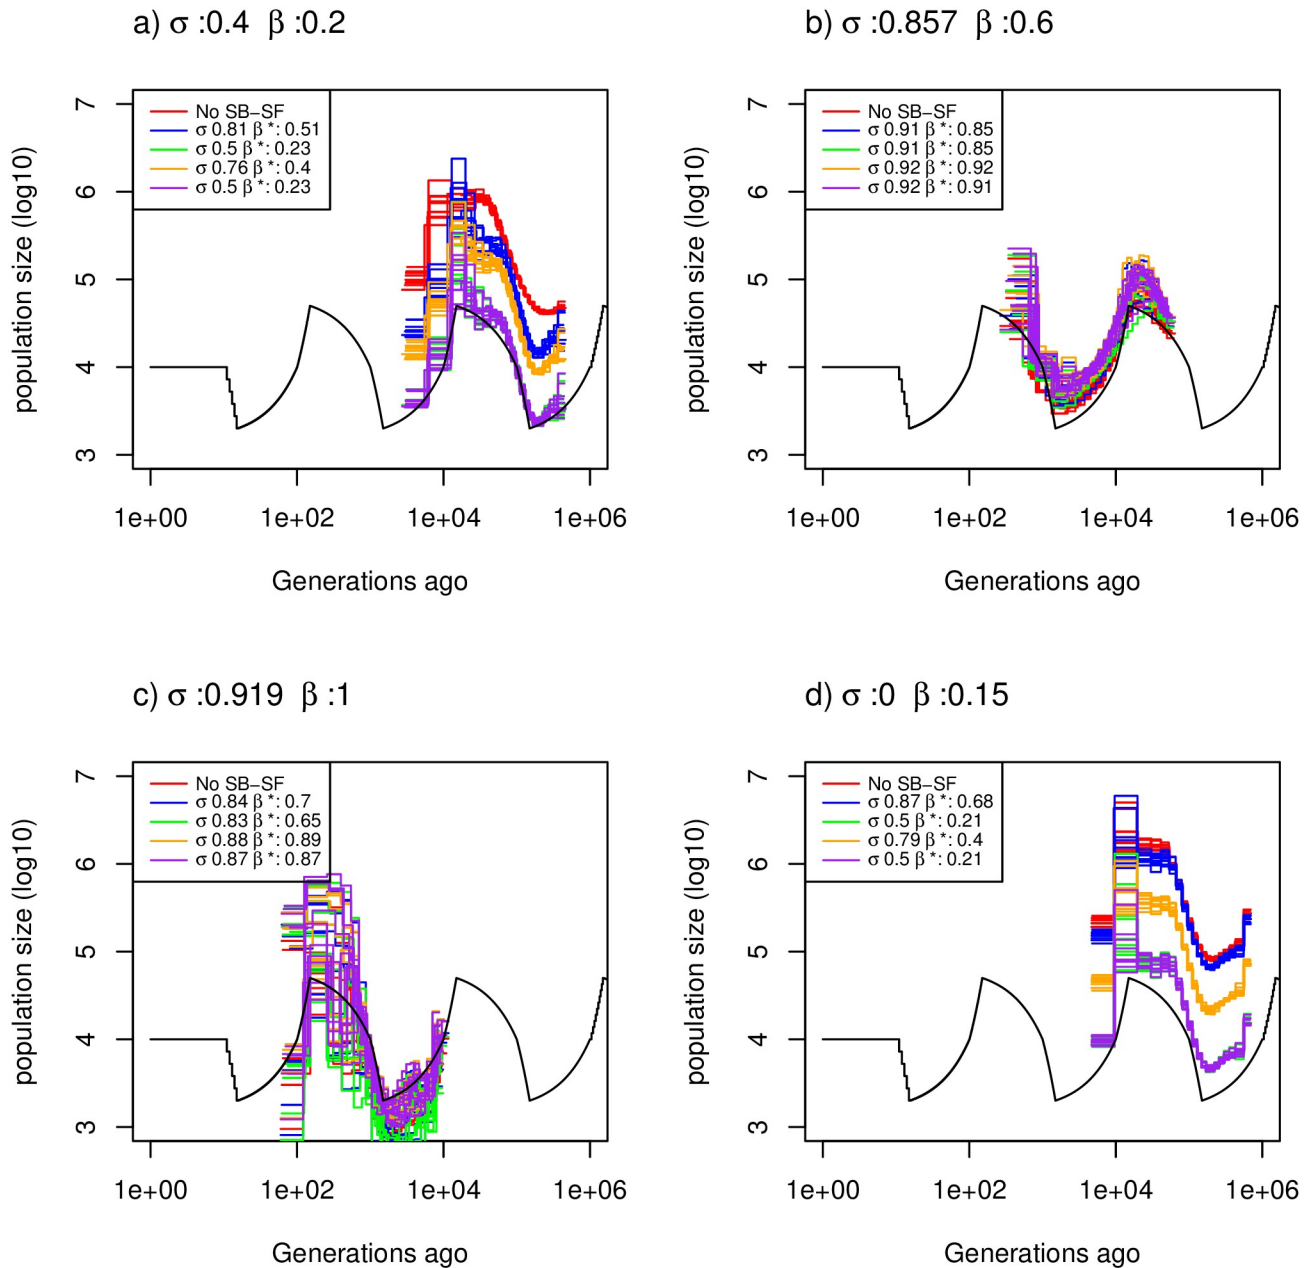 a) σ :0.4 β :0.2
population size (log10)
7
6
5
4
3
No SB−SF
σ 0.81 β *: 0.51
σ 0.5 β *: 0.23
σ 0.76 β *: 0.4
σ 0.5 β *: 0.23
1e+00 1e+02 1e+04 1e+06
Generations ago
b) σ :0.857 β :0.6
population size (log10)
7
6
5
4
3
No SB−SF
σ 0.91 β *: 0.85
σ 0.91 β *: 0.85
σ 0.92 β *: 0.92
σ 0.92 β *: 0.91
1e+00 1e+02 1e+04 1e+06
Generations ago
c) σ :0.919 β :1
population size (log10)
7
6
5
4
3
No SB−SF
σ 0.84 β *: 0.7
σ 0.83 β *: 0.65
σ 0.88 β *: 0.89
σ 0.87 β *: 0.87
1e+00 1e+02 1e+04 1e+06
Generations ago
d) σ :0 β :0.15
population size (log10)
7
6
5
4
3
No SB−SF
σ 0.87 β *: 0.68
σ 0.5 β *: 0.21
σ 0.79 β *: 0.4
σ 0.5 β *: 0.21
1e+00 1e+02 1e+04 1e+06
Generations ago